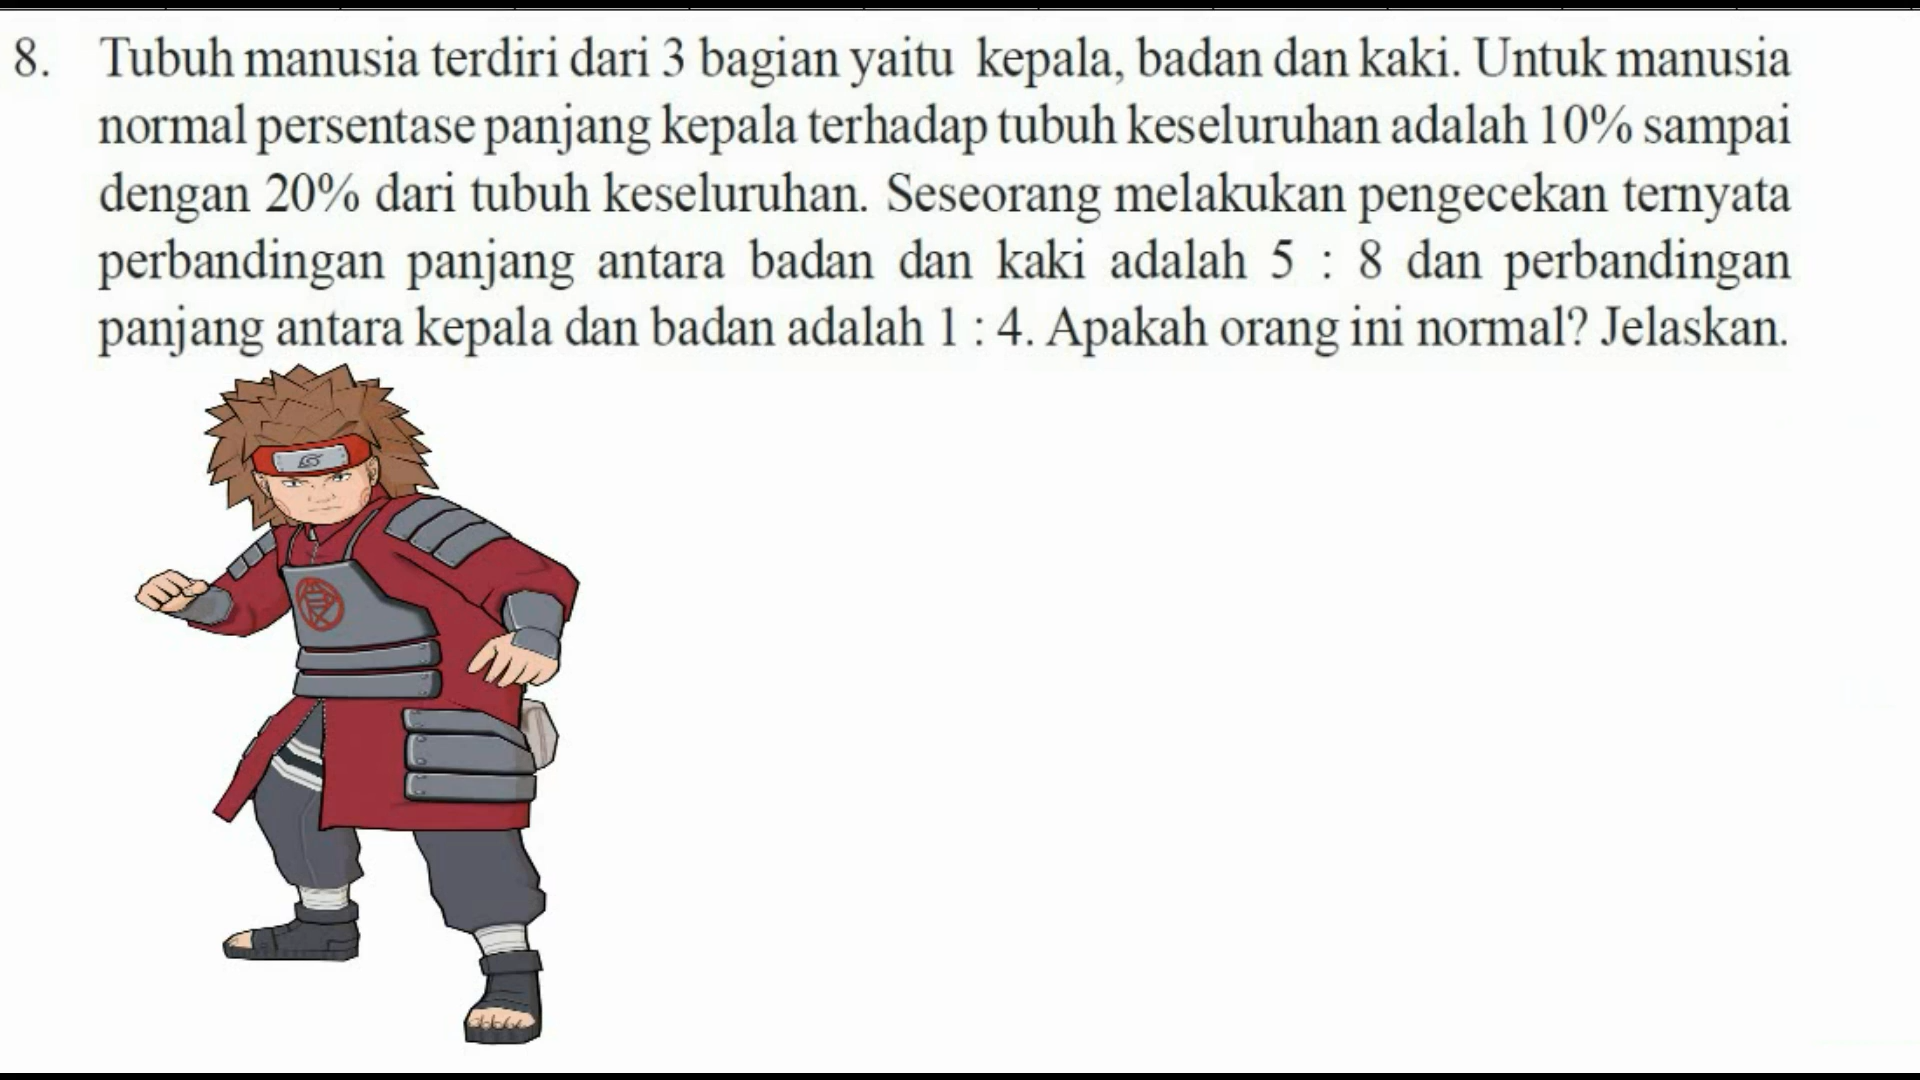 8. Tubuh manusia terdiri dari 3 bagian yaitu kepala, badan dan kaki. Untuk manusia
normal persentase panjang kepala terhadap tubuh keseluruhan adalah 10% sampai
dengan 20% dari tubuh keseluruhan. Seseorang melakukan pengecekan ternyata
perbandingan panjang antara badan dan kaki adalah 5 : 8 dan perbandingan
panjang antara kepala dan badan adalah 1 : 4. Apakah orang ini normal? Jelaskan.